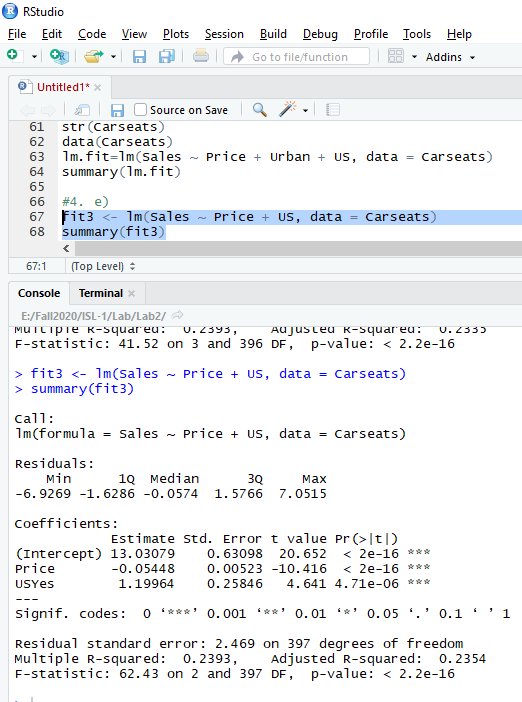 RStudio
File Edit Code View Plots Session Build Debug Profile Tools Help
Go to file/function Addins
Untitled1*
Source on Save
61 str(Carseats)
62 data(Carseats)
63 lm.fit=lm(Sales ~ Price + Urban + US, data = Carseats)
64 summary(lm.fit)
65
66 #4. e)
67 fit3 <- lm(Sales ~ Price + US, data = Carseats)
68 summary(fit3)
67:1 (Top Level)
Console Terminal
E:/Fall2020/ISL-1/Lab/Lab2/
Multiple R-squared: 0.2393, Adjusted R-squared: 0.2335
F-statistic: 41.52 on 3 and 396 DF, p-value: < 2.2e-16
> fit3 <- lm(Sales ~ Price + US, data = Carseats)
> summary(fit3)
Call:
lm(formula = Sales ~ Price + US, data = Carseats)
Residuals:
Min 1Q Median 3Q Max
-6.9269 -1.6286 -0.0574 1.5766 7.0515
Coefficients:
Estimate Std. Error t value Pr(>|t|)
(Intercept) 13.03079 0.63098 20.652 < 2e-16 ***
Price -0.05448 0.00523 -10.416 < 2e-16 ***
USYes 1.19964 0.25846 4.641 4.71e-06 ***
---
Signif. codes: 0 ‘***’ 0.001 ‘**’ 0.01 ‘*’ 0.05 ‘.’ 0.1 ‘ ’ 1
Residual standard error: 2.469 on 397 degrees of freedom
Multiple R-squared: 0.2393, Adjusted R-squared: 0.2354
F-statistic: 62.43 on 2 and 397 DF, p-value: < 2.2e-16